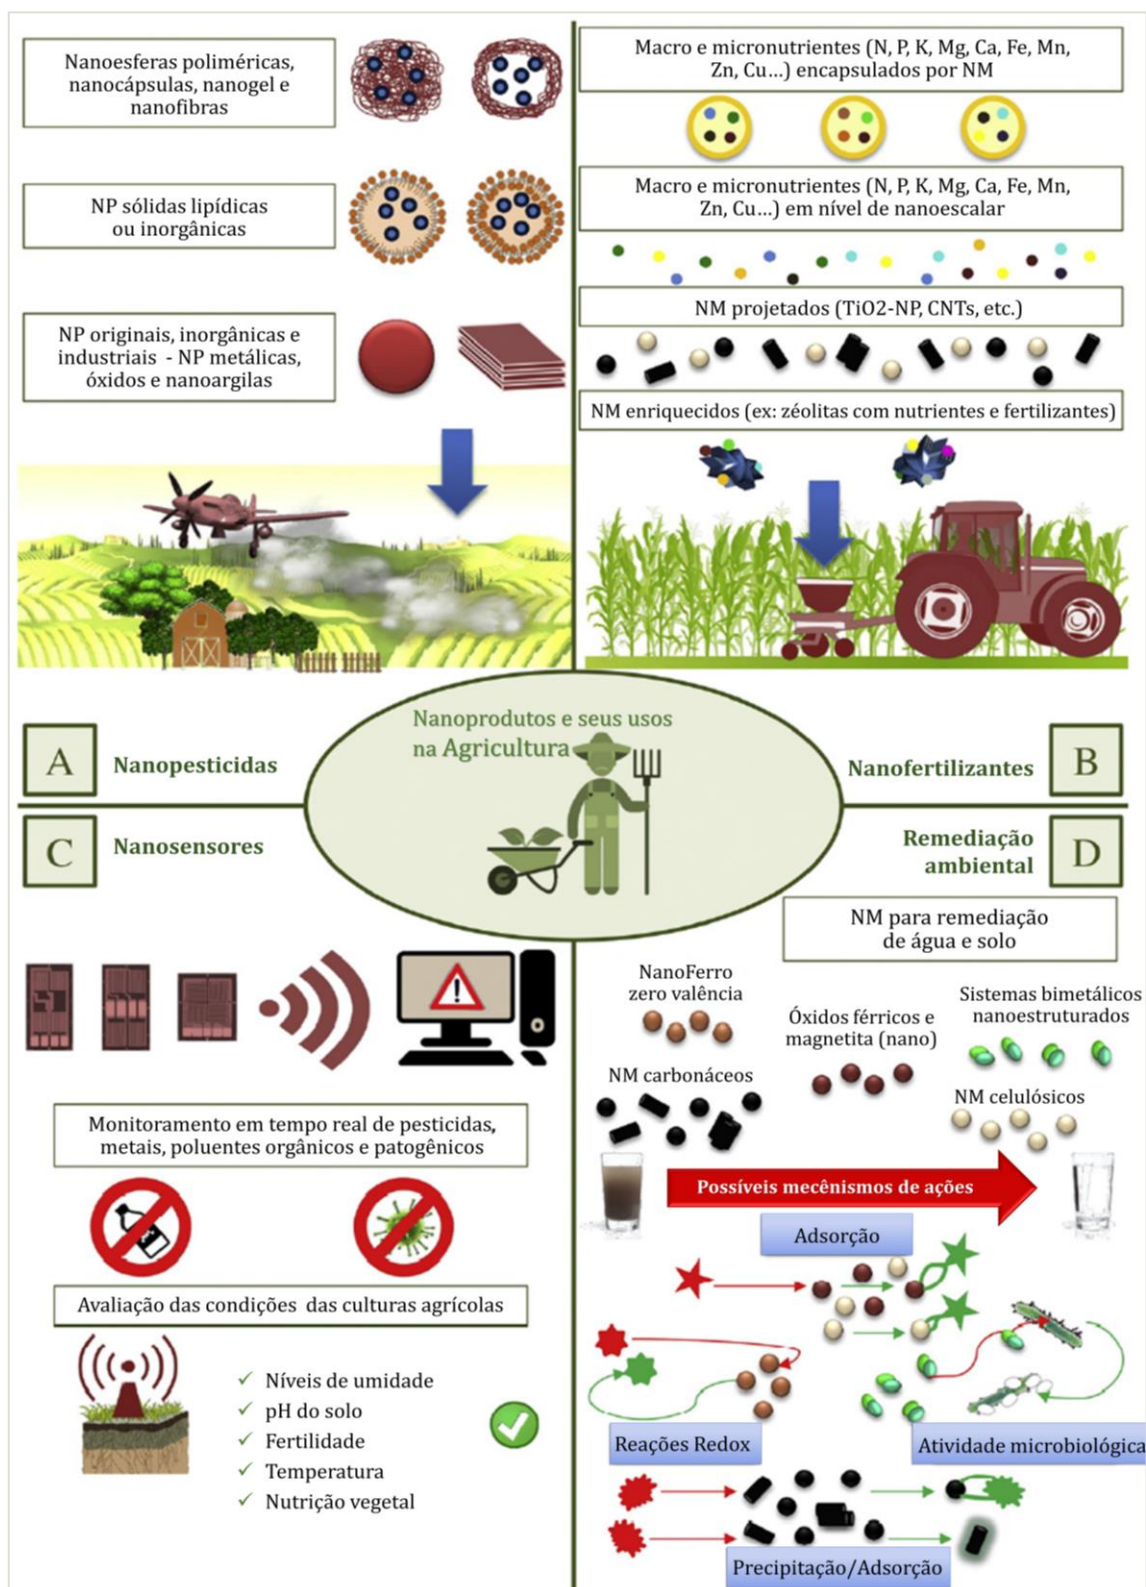 Nanoesferas poliméricas,
nanocápsulas, nanogel e
nanofibras
NP sólidas lipídicas
ou inorgânicas
NP originais, inorgânicas e
industriais - NP metálicas,
óxidos e nanoargilas
Macro e micronutrientes (N, P, K, Mg, Ca, Fe, Mn,
Zn, Cu...) encapsulados por NM
Macro e micronutrientes (N, P, K, Mg, Ca, Fe, Mn,
Zn, Cu...) em nível de nanoescalar
NM projetados (TiO2-NP, CNTs, etc.)
NM enriquecidos (ex: zéolitas com nutrientes e fertilizantes)
Nanoprodutos e seus usos
na Agricultura
A
Nanopesticidas
Nanofertilizantes
B
C
Nanosensores
Remediação
ambiental
D
Monitoramento em tempo real de pesticidas,
metais, poluentes orgânicos e patogênicos
Avaliação das condições das culturas agrícolas
✓ Níveis de umidade
✓ pH do solo
✓ Fertilidade
✓ Temperatura
✓ Nutrição vegetal
NM para remediação
de água e solo
NanoFerro
zero valência
Óxidos férricos e
magnetita (nano)
Sistemas bimetálicos
nanoestruturados
NM carbonáceos
NM celulósicos
Possíveis mecênismos de ações
Adsorção
Reações Redox
Atividade microbiológica
Precipitação/Adsorção